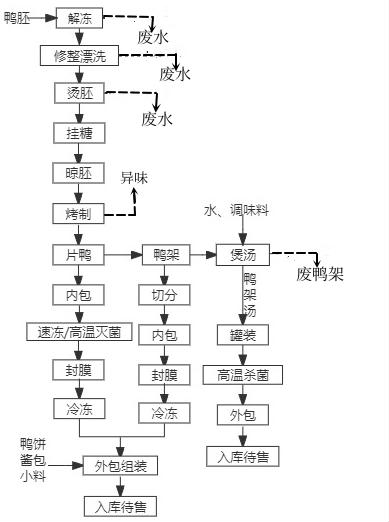 鸭胚
解冻
废水
修整漂洗
废水
烫胚
废水
挂糖
晾胚
异味
烤制
水、调味料
片鸭
鸭架
煲汤
废鸭架
内包
切分
鸭架汤
速冻/高温灭菌
内包
罐装
封膜
封膜
高温杀菌
冷冻
冷冻
外包
鸭饼
酱包
小料
外包组装
入库待售
入库待售